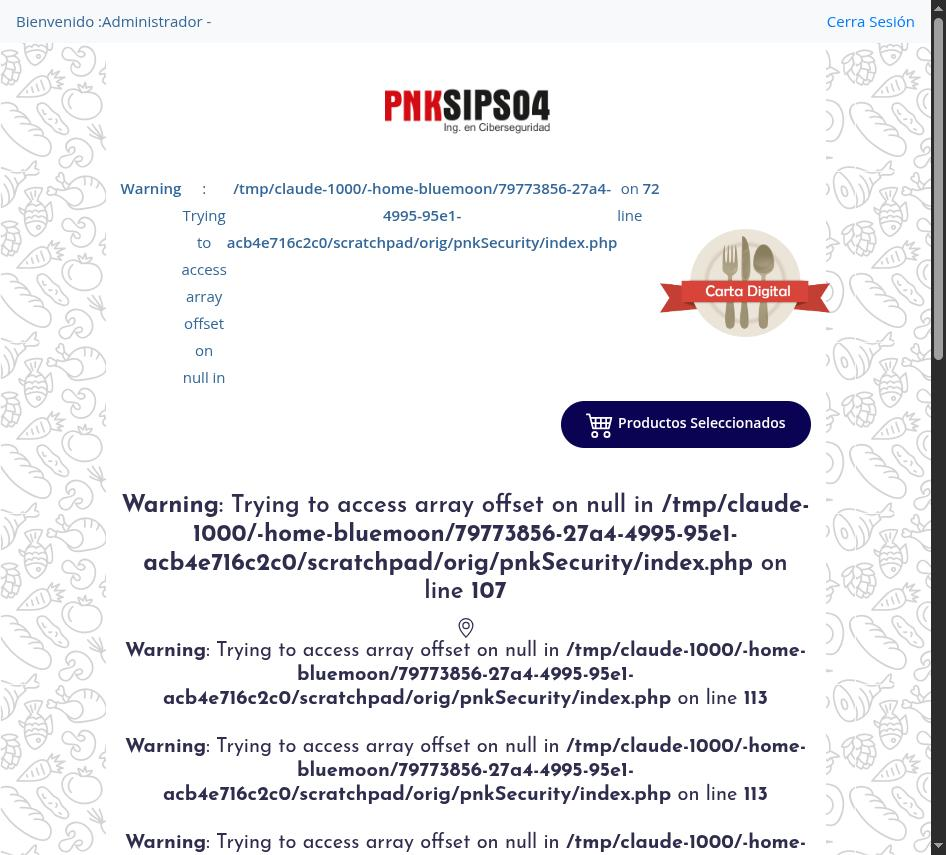 Bienvenido :Administrador -
Cerra Sesión
PNKSIPSO4
Ing. en Ciberseguridad
Warning : /tmp/claude-1000/-home-bluemoon/79773856-27a4- on 72
Trying 4995-95e1- line
to acb4e716c2c0/scratchpad/orig/pnkSecurity/index.php
access
array
offset
on
null in
Carta Digital
Productos Seleccionados
Warning: Trying to access array offset on null in /tmp/claude-
1000/-home-bluemoon/79773856-27a4-4995-95e1-
acb4e716c2c0/scratchpad/orig/pnkSecurity/index.php on
line 107
Warning: Trying to access array offset on null in /tmp/claude-1000/-home-
bluemoon/79773856-27a4-4995-95e1-
acb4e716c2c0/scratchpad/orig/pnkSecurity/index.php on line 113
Warning: Trying to access array offset on null in /tmp/claude-1000/-home-
bluemoon/79773856-27a4-4995-95e1-
acb4e716c2c0/scratchpad/orig/pnkSecurity/index.php on line 113
Warning: Trying to access array offset on null in /tmp/claude-1000/-home-